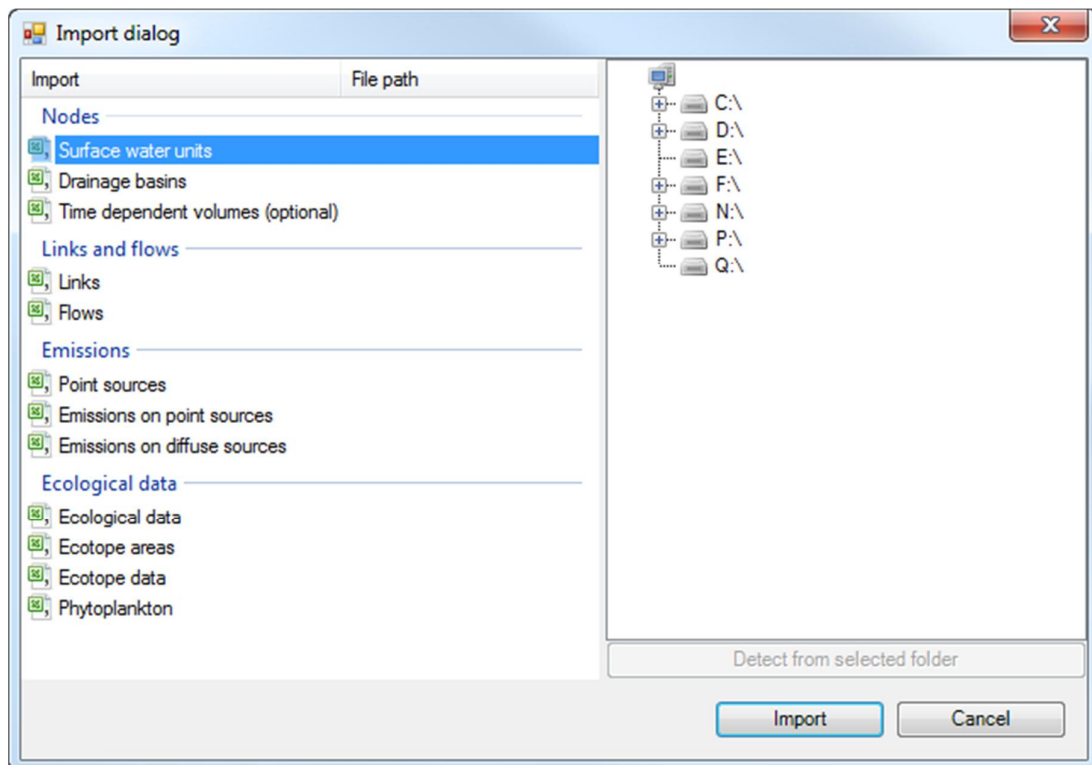 Import dialog
Import File path
Nodes
Surface water units
Drainage basins
Time dependent volumes (optional)
Links and flows
Links
Flows
Emissions
Point sources
Emissions on point sources
Emissions on diffuse sources
Ecological data
Ecological data
Ecotope areas
Ecotope data
Phytoplankton
C:\
D:\
E:\
F:\
N:\
P:\
Q:\
Detect from selected folder
Import Cancel